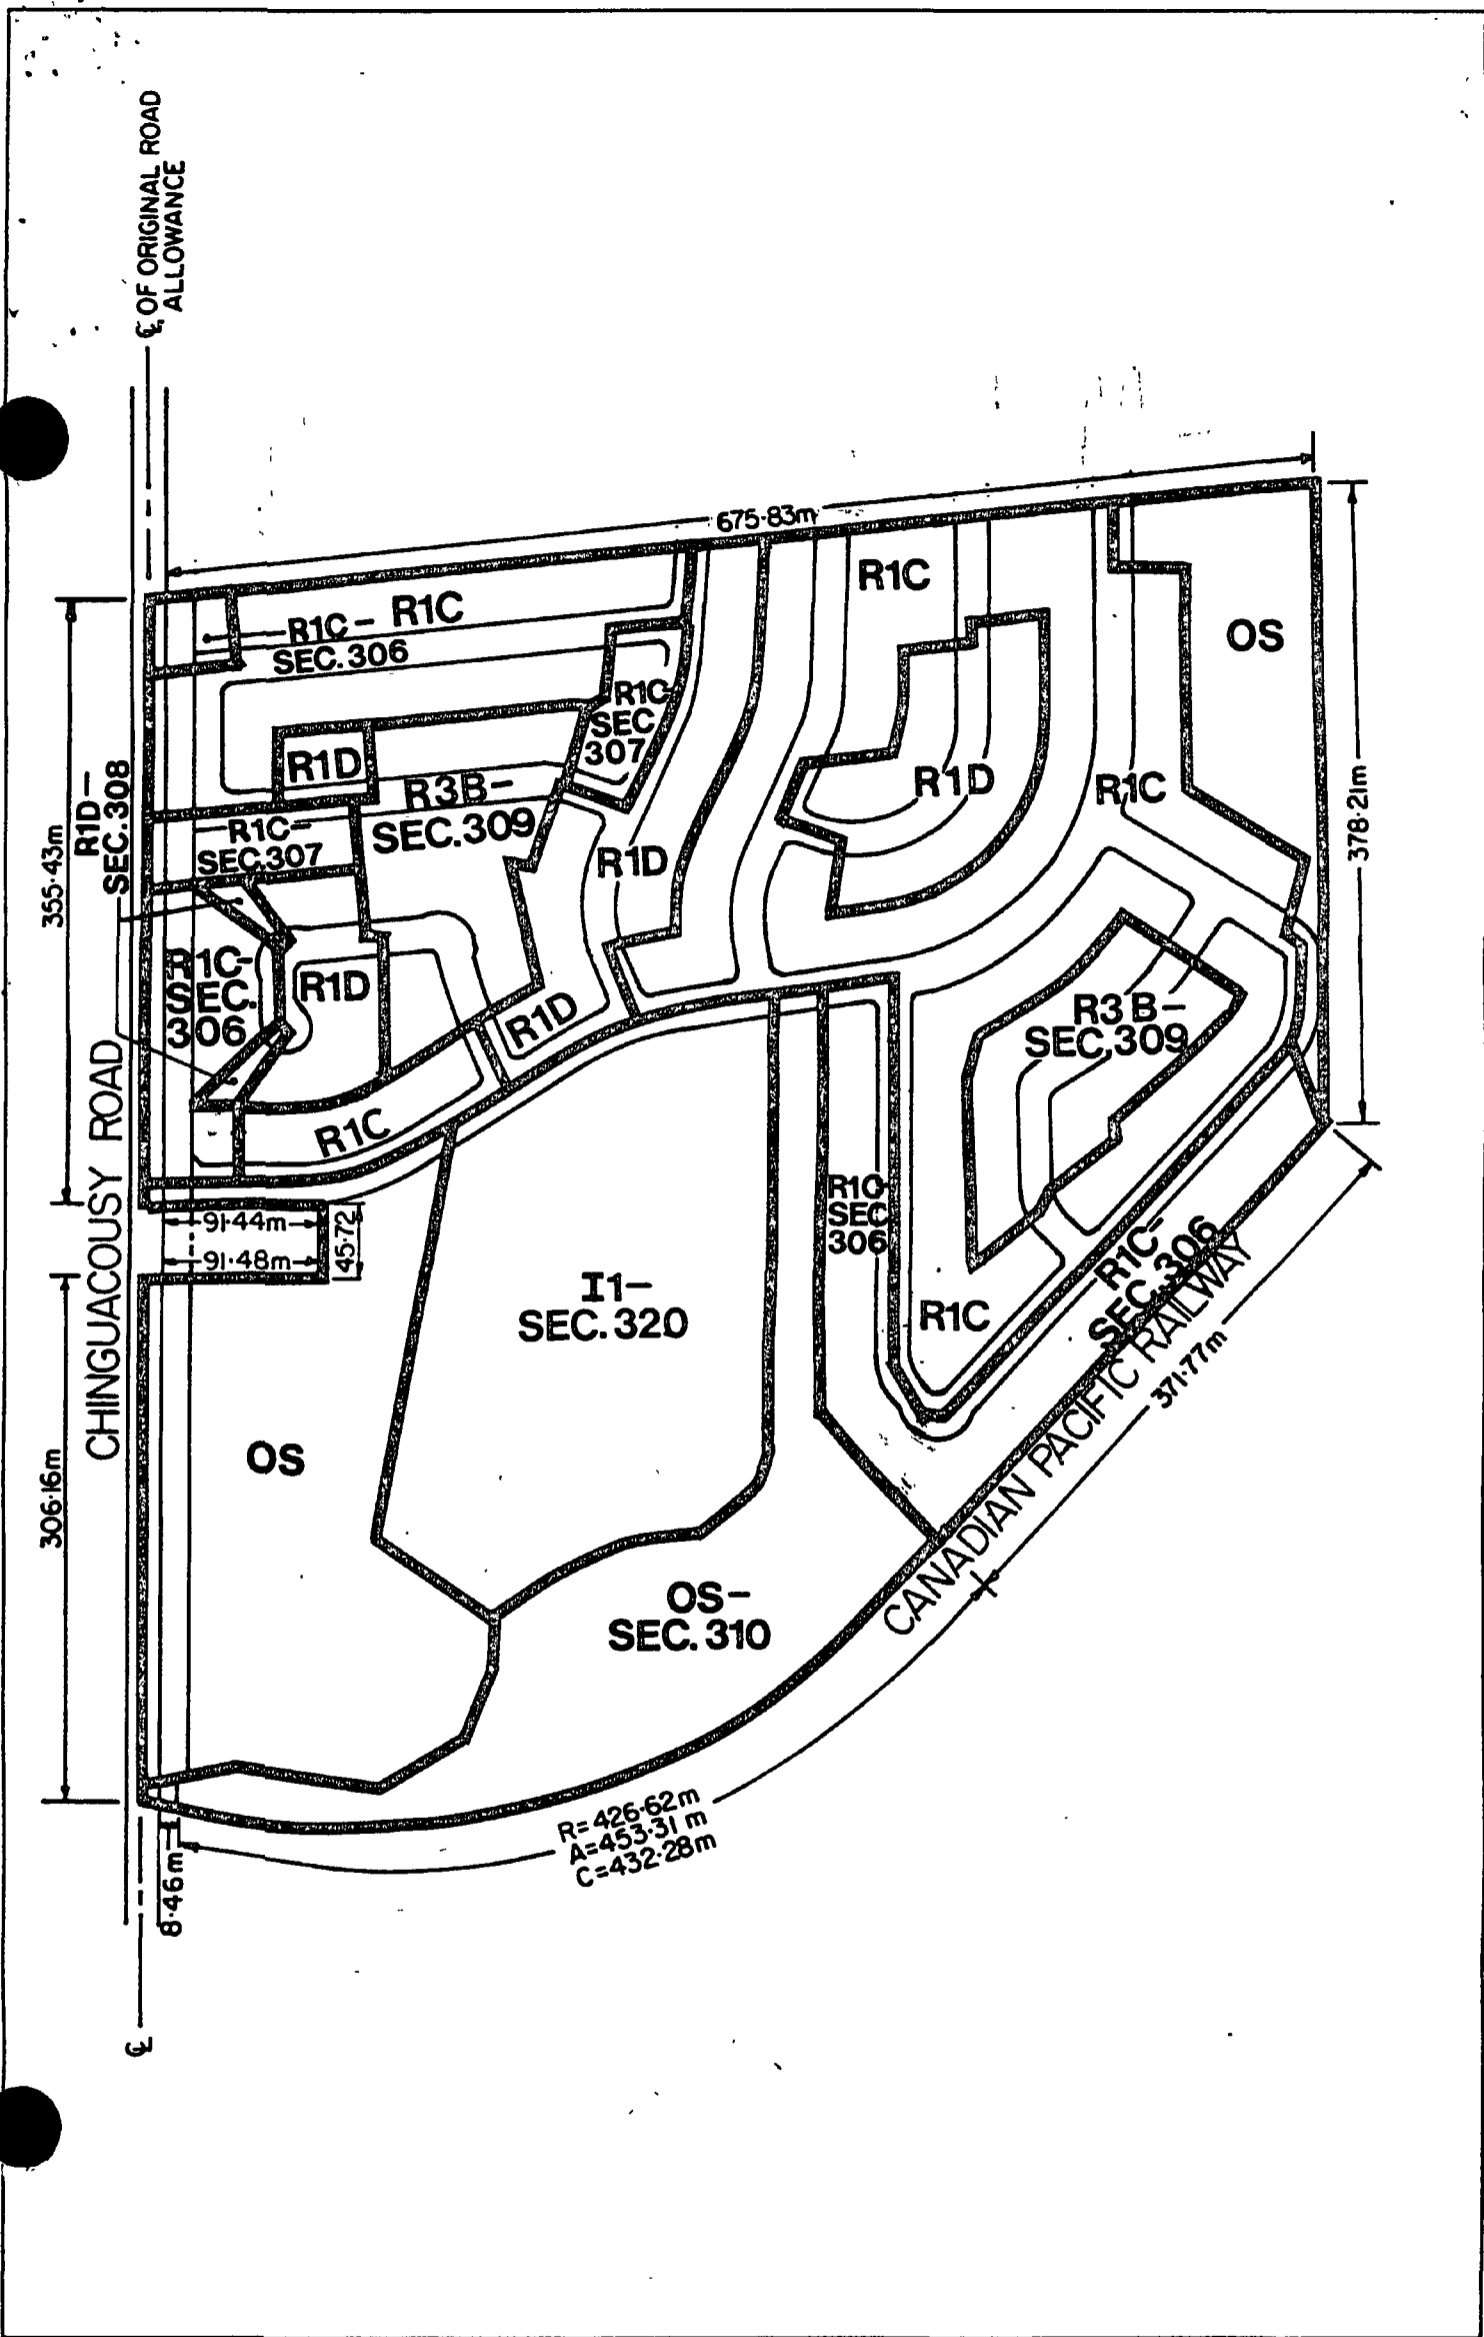 ℄ OF ORIGINAL ROAD
ALLOWANCE
675·83m
R1C
R1C-
SEC. 306
R1C
OS
R1C-
SEC
307
R1D
R3B-
SEC. 309
R1D
R1C
R1D-
SEC. 308
355·43m
378·21m
R1C-
SEC. 307
R1D
R1C-
SEC.
306
R1D
R1D
R3B-
SEC. 309
CHINGUACOUSY ROAD
R1C
R1C-
SEC
306
91·44m
91·48m
45·72
I1-
SEC. 320
R1C
R1C-
SEC. 306
CANADIAN PACIFIC RAILWAY
371·77m
306·16m
OS
OS-
SEC. 310
R=426·62m
A=453·31 m
C=432·28m
8·46m
℄